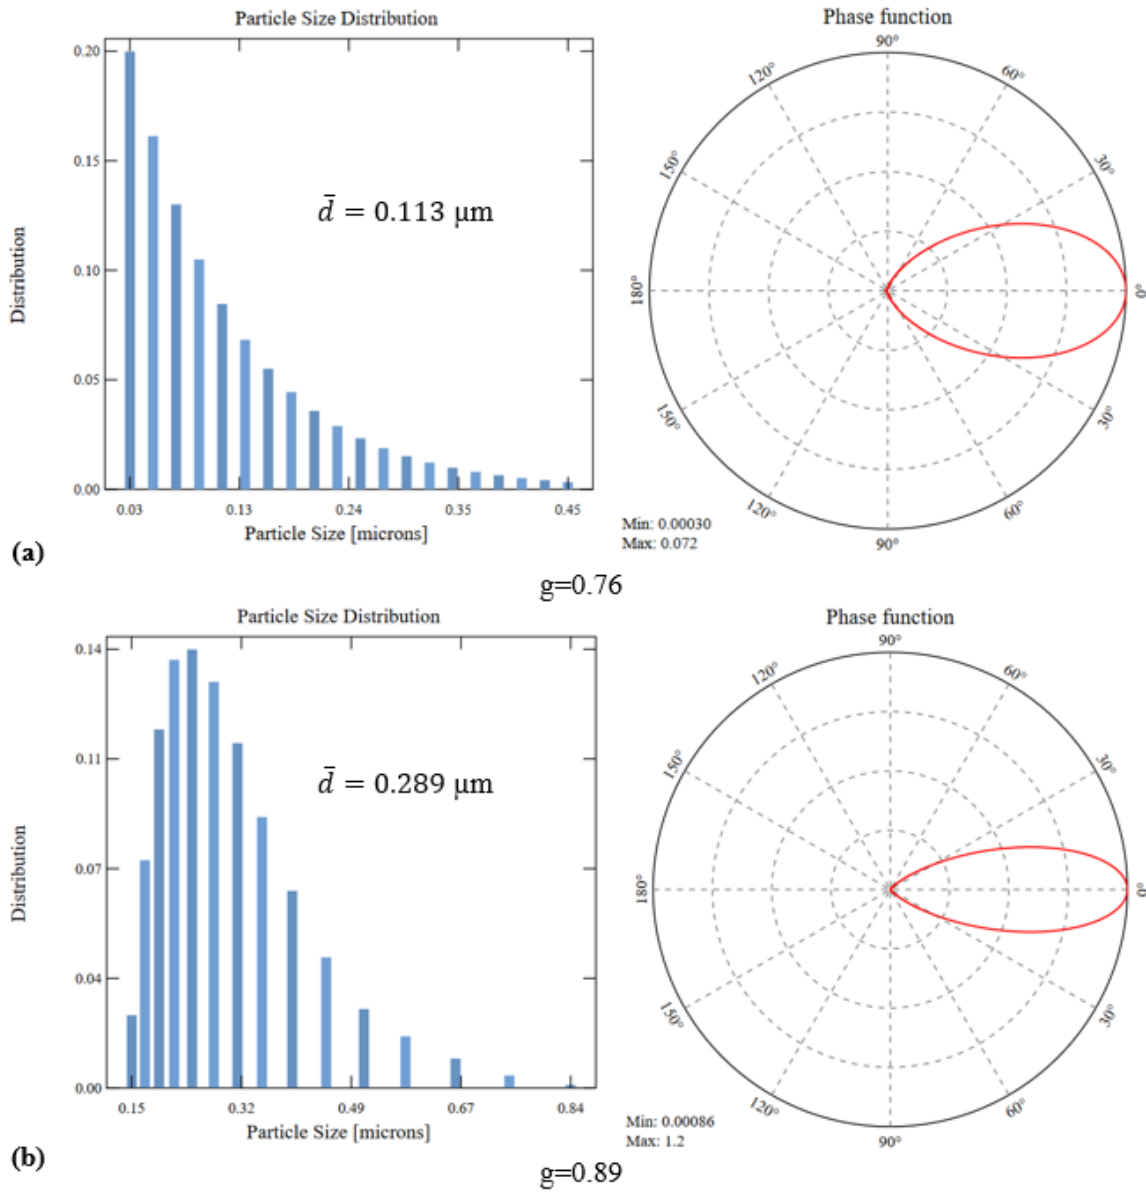 Particle Size Distribution
Distribution
0.20
0.15
0.10
0.05
0.00
d̄ = 0.113 μm
0.03 0.13 0.24 0.35 0.45
Particle Size [microns]
Phase function
90°
120° 60°
150° 30°
180° 0°
150° 30°
120° 60°
90°
Min: 0.00030
Max: 0.072
(a)
g=0.76
Particle Size Distribution
Distribution
0.14
0.11
0.07
0.04
0.00
d̄ = 0.289 μm
0.15 0.32 0.49 0.67 0.84
Particle Size [microns]
Phase function
90°
120° 60°
150° 30°
180° 0°
150° 30°
120° 60°
90°
Min: 0.00086
Max: 1.2
(b)
g=0.89